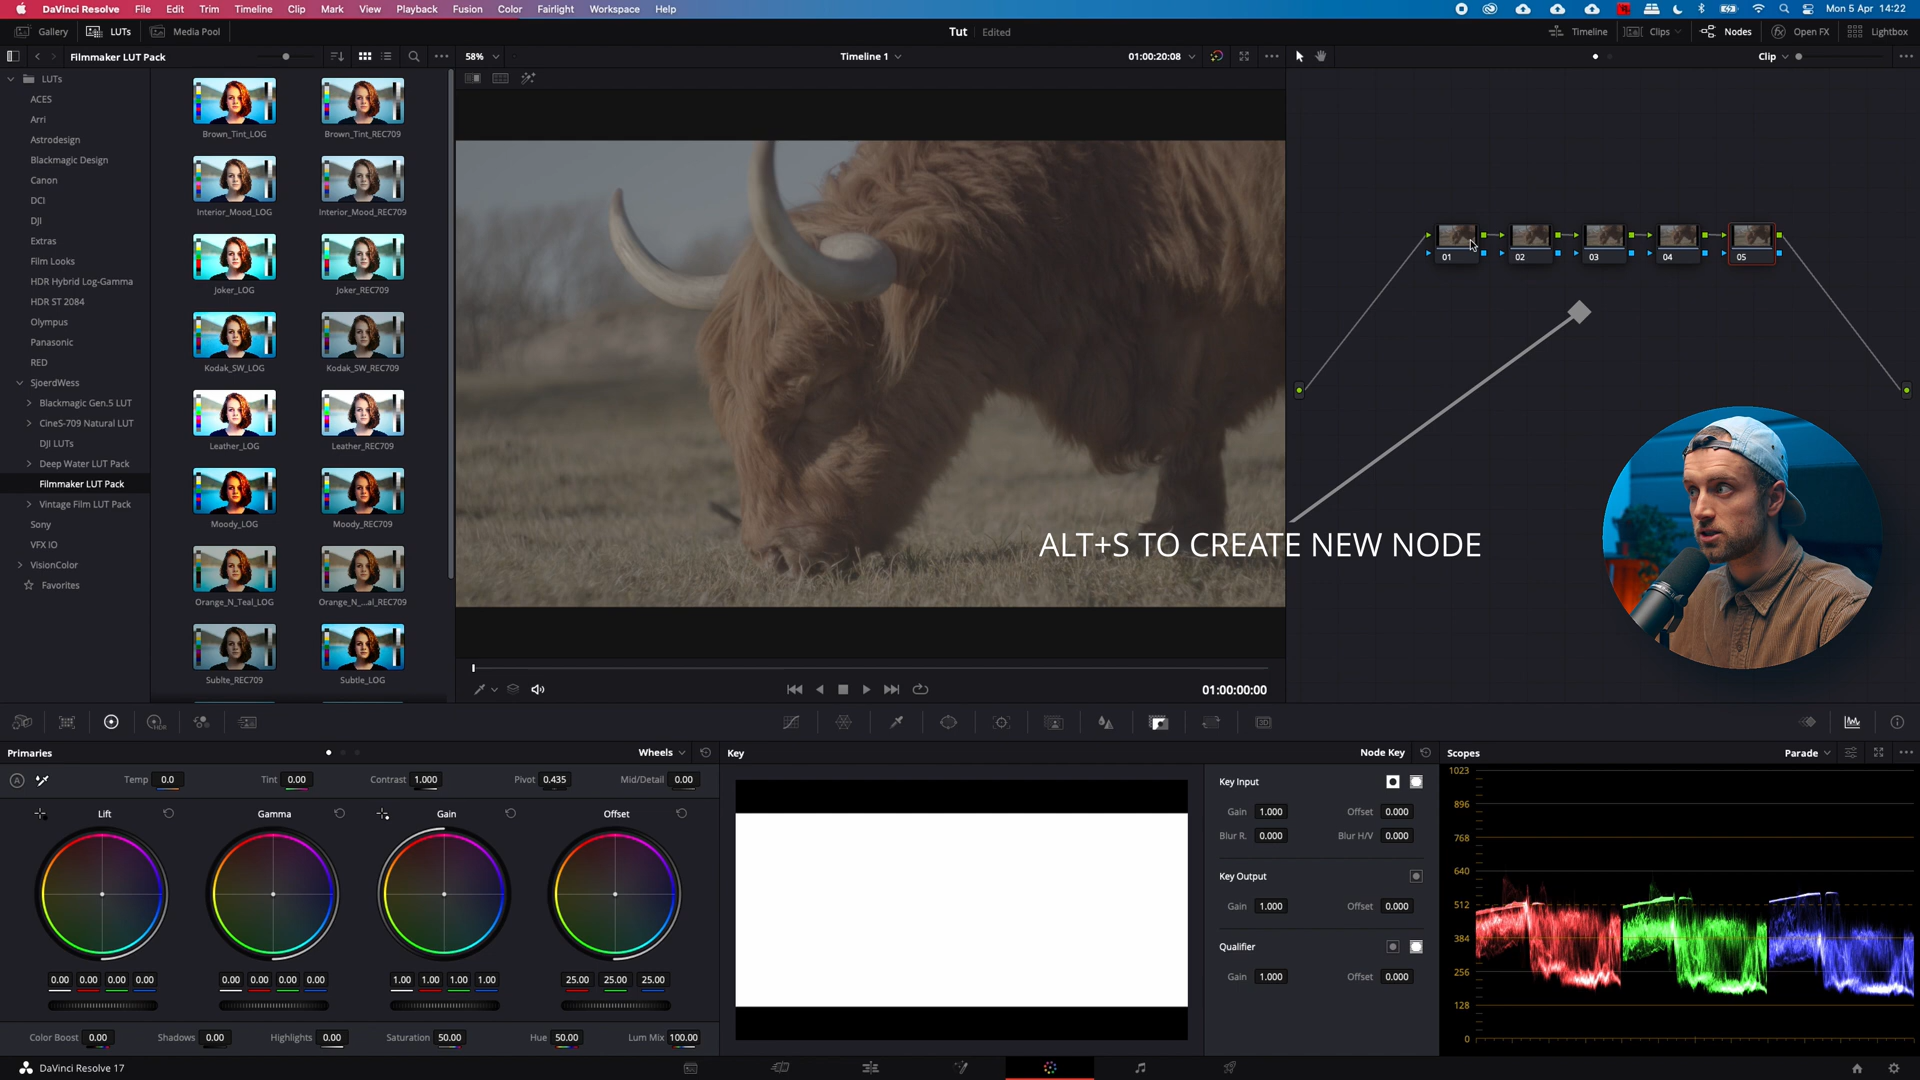 DaVinci Resolve File Edit Trim Timeline Clip Mark View Playback Fusion Color Fairlight Workspace Help
Mon 5 Apr 14:22
Gallery LUTs Media Pool
Tut Edited
Timeline Clips Nodes Open FX Lightbox
Filmmaker LUT Pack
58%
Timeline 1
01:00:20:08
Clip
LUTs
ACES
Arri
Astrodesign
Blackmagic Design
Canon
DCI
DJI
Extras
Film Looks
HDR Hybrid Log-Gamma
HDR ST 2084
Olympus
Panasonic
RED
SjoerdWess
Blackmagic Gen.5 LUT
CineS-709 Natural LUT
DJI LUTs
Deep Water LUT Pack
Filmmaker LUT Pack
Vintage Film LUT Pack
Sony
VFX IO
VisionColor
Favorites
Brown_Tint_LOG Brown_Tint_REC709
Interior_Mood_LOG Interior_Mood_REC709
Joker_LOG Joker_REC709
Kodak_SW_LOG Kodak_SW_REC709
Leather_LOG Leather_REC709
Moody_LOG Moody_REC709
Orange_N_Teal_LOG Orange_N_...al_REC709
Sublte_REC709 Subtle_LOG
01 02 03 04 05
ALT+S TO CREATE NEW NODE
01:00:00:00
Primaries
Wheels
Temp 0.0 Tint 0.00 Contrast 1.000 Pivot 0.435 Mid/Detail 0.00
Lift Gamma Gain Offset
0.00 0.00 0.00 0.00 0.00 0.00 0.00 0.00 1.00 1.00 1.00 1.00 25.00 25.00 25.00
Color Boost 0.00 Shadows 0.00 Highlights 0.00 Saturation 50.00 Hue 50.00 Lum Mix 100.00
Key
Node Key
Key Input
Gain 1.000 Offset 0.000
Blur R. 0.000 Blur H/V 0.000
Key Output
Gain 1.000 Offset 0.000
Qualifier
Gain 1.000 Offset 0.000
Scopes
Parade
1023
896
768
640
512
384
256
128
0
DaVinci Resolve 17